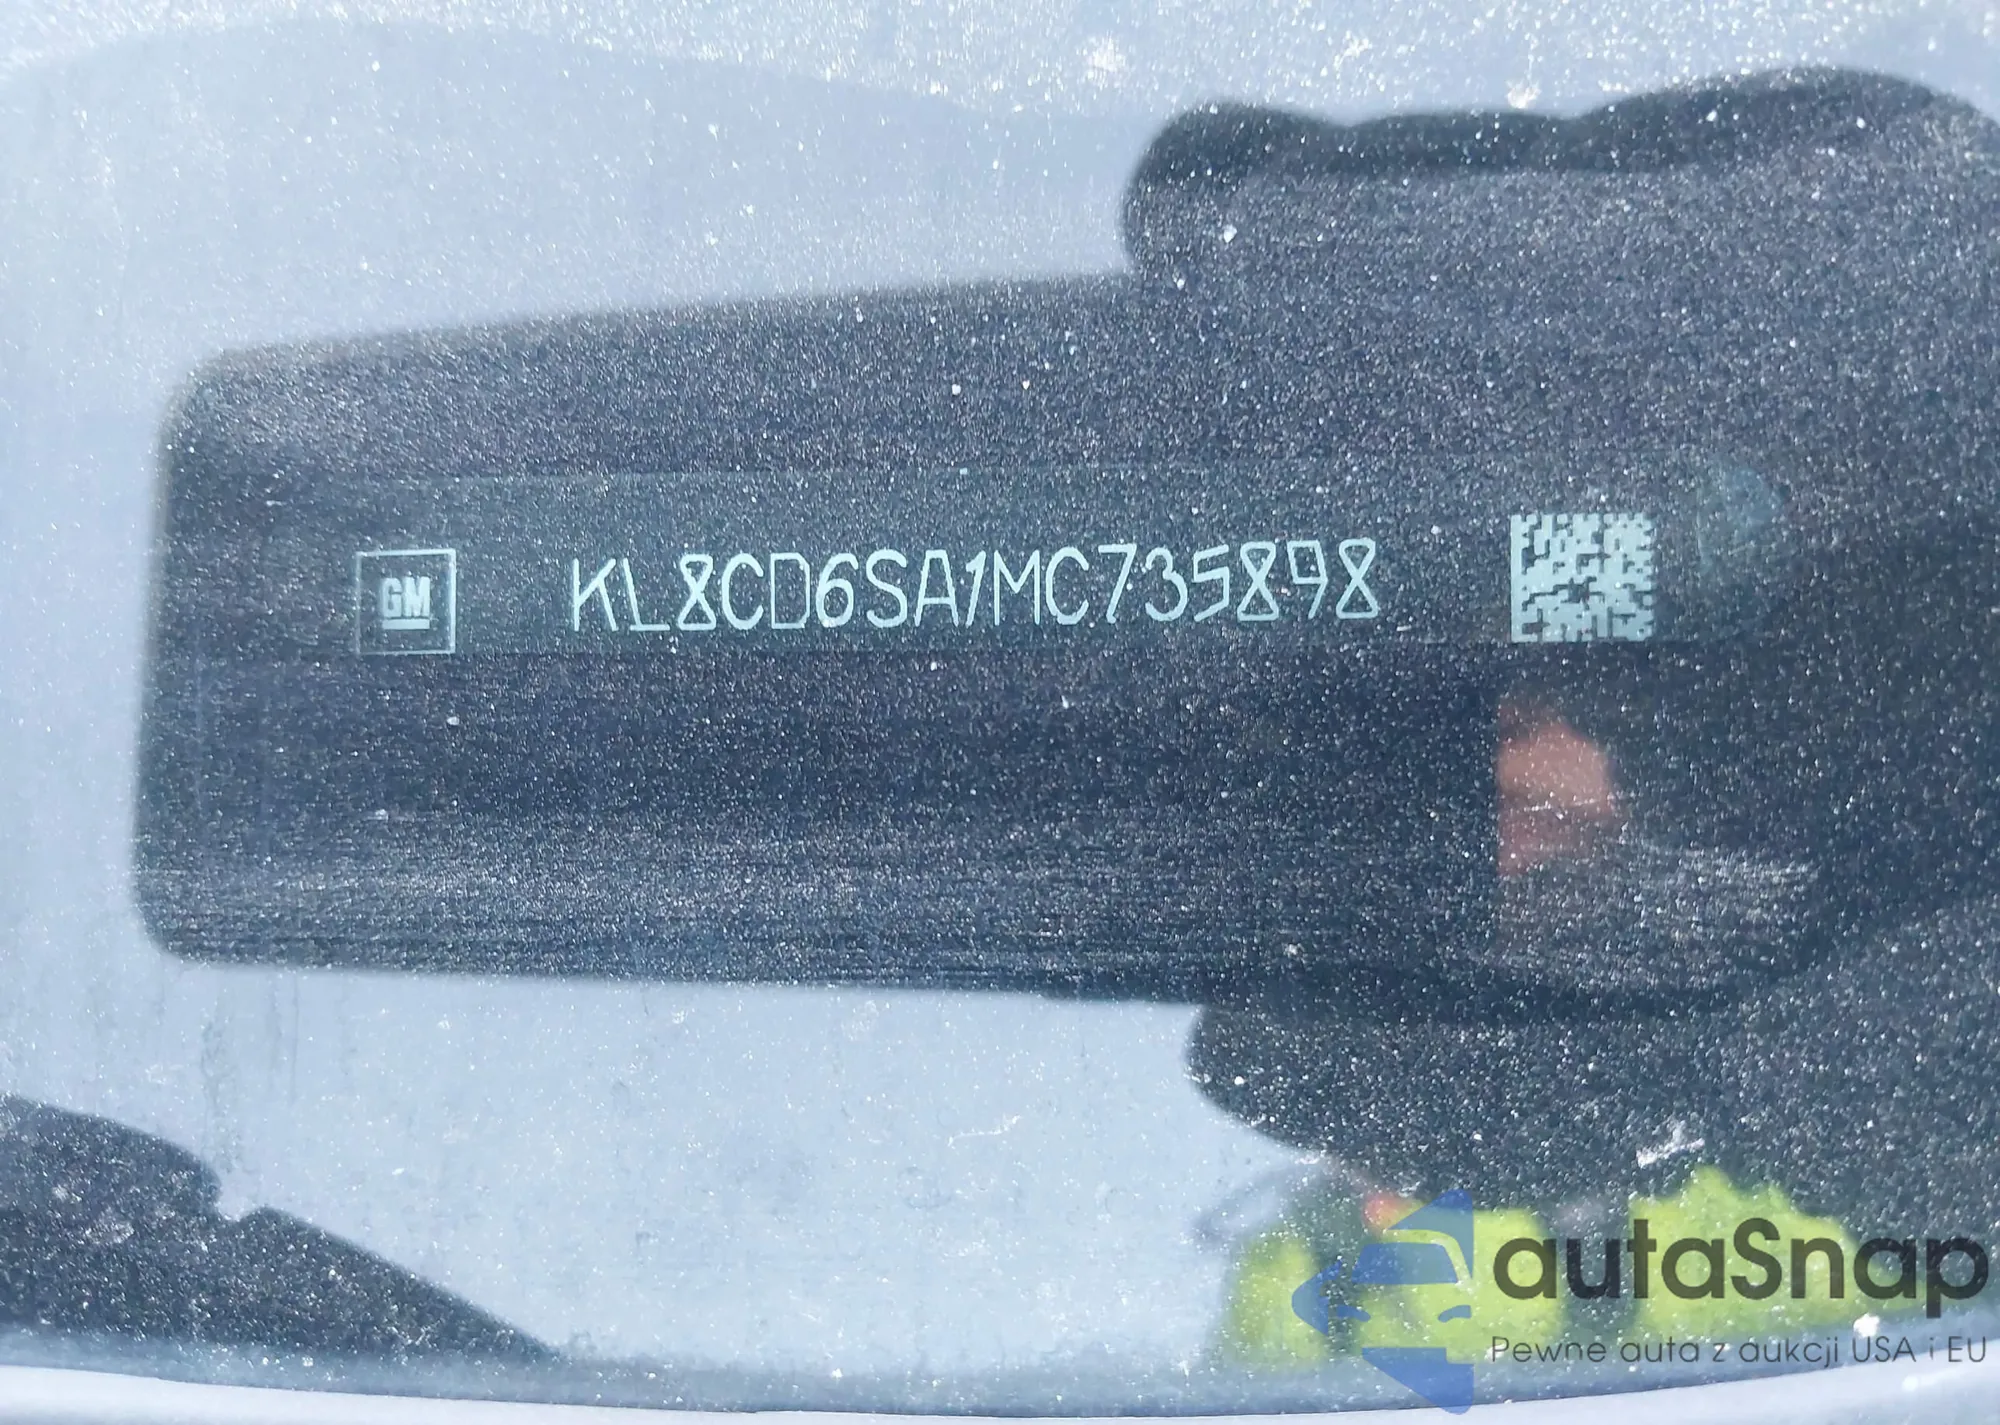 GM KL8CD6SA1MC735898
autaSnap
Pewne auta z aukcji USA i EU